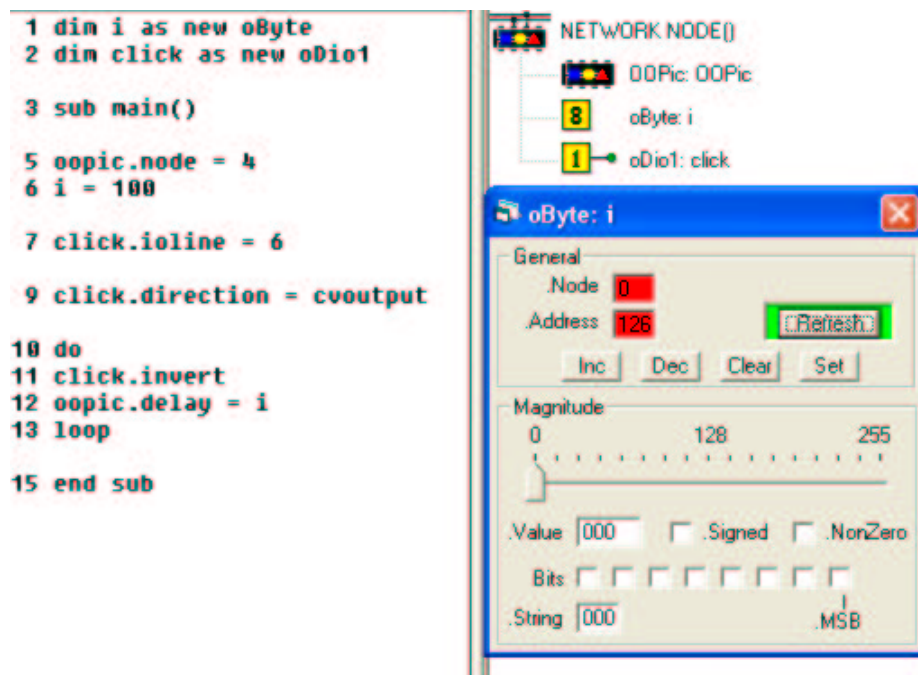 1 dim i as new oByte
2 dim click as new oDio1
3 sub main()
5 oopic.node = 4
6 i = 100
7 click.ioline = 6
9 click.direction = cvoutput
10 do
11 click.invert
12 oopic.delay = i
13 loop
15 end sub
NETWORK NODE()
OOPic: OOPic
8 oByte: i
1 oDio1: click
oByte: i
General
.Node 0
.Address 126 Refresh
Inc Dec Clear Set
Magnitude
0 128 255
.Value 000 .Signed .NonZero
Bits
.String 000 .MSB